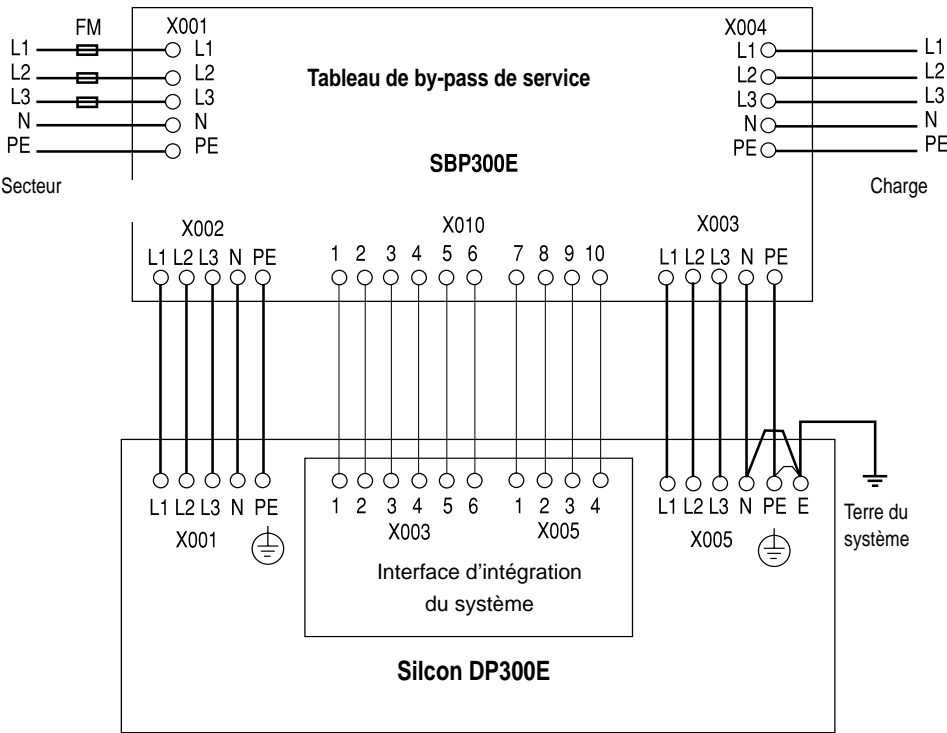 FM X001 X004
L1 L1 L1 L1
L2 L2 Tableau de by-pass de service L2 L2
L3 L3 L3 L3
N N N N
PE PE SBP300E PE PE
Secteur Charge
X002 X010 X003
L1 L2 L3 N PE 1 2 3 4 5 6 7 8 9 10 L1 L2 L3 N PE
L1 L2 L3 N PE 1 2 3 4 5 6 1 2 3 4 L1 L2 L3 N PE E Terre du
X001 X003 X005 X005 système
Interface d'intégration
du système
Silcon DP300E